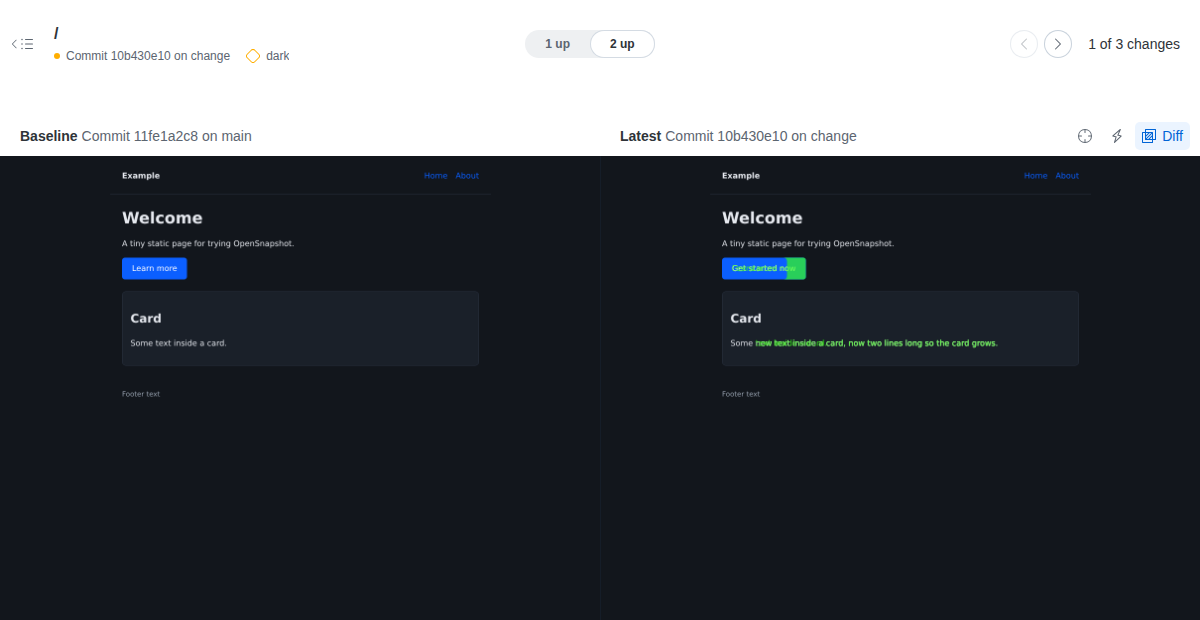 /
Commit 10b430e10 on change dark
1 up 2 up
1 of 3 changes
Baseline Commit 11fe1a2c8 on main
Latest Commit 10b430e10 on change
Diff
Example Home About
Welcome
A tiny static page for trying OpenSnapshot.
Learn more
Card
Some text inside a card.
Footer text
Example Home About
Welcome
A tiny static page for trying OpenSnapshot.
Get started now
Card
Some new text inside a card, now two lines long so the card grows.
Footer text